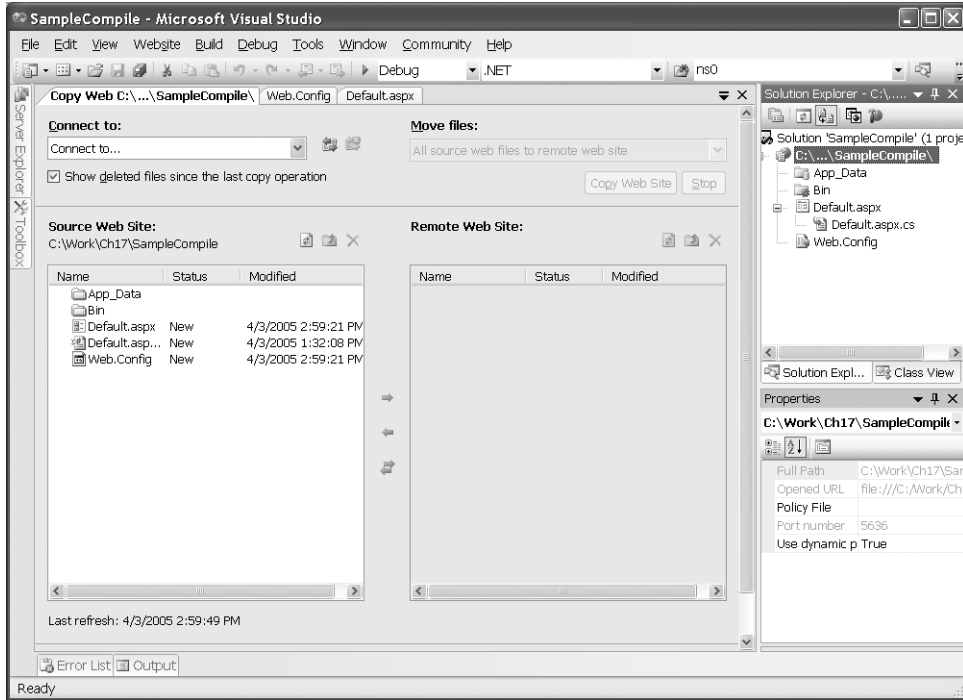 SampleCompile - Microsoft Visual Studio
File Edit View Website Build Debug Tools Window Community Help
Debug .NET ns0
Server Explorer
Toolbox
Copy Web C:\...\SampleCompile\ Web.Config Default.aspx
Connect to:
Connect to...
Show deleted files since the last copy operation
Move files:
All source web files to remote web site
Copy Web Site Stop
Source Web Site:
C:\Work\Ch17\SampleCompile
Name Status Modified
App_Data
Bin
Default.aspx New 4/3/2005 2:59:21 PM
Default.asp... New 4/3/2005 1:32:08 PM
Web.Config New 4/3/2005 2:59:21 PM
Last refresh: 4/3/2005 2:59:49 PM
Remote Web Site:
Name Status Modified
Solution Explorer - C:\.....
Solution 'SampleCompile' (1 proje
C:\...\SampleCompile\
App_Data
Bin
Default.aspx
Default.aspx.cs
Web.Config
Solution Expl... Class View
Properties
C:\Work\Ch17\SampleCompile
Full Path C:\Work\Ch17\Sar
Opened URL file:///C:/Work/Ch
Policy File
Port number 5636
Use dynamic p True
Error List Output
Ready